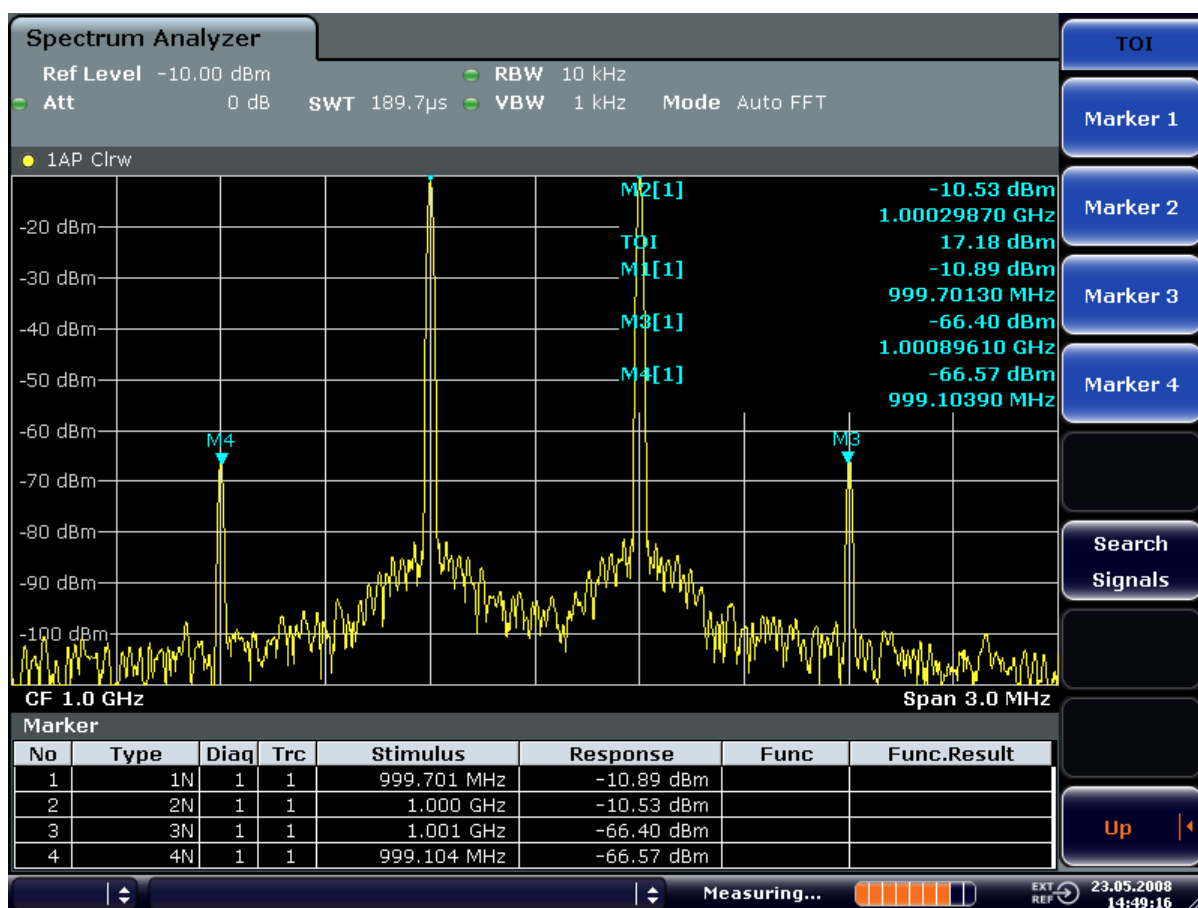 Spectrum Analyzer
Ref Level -10.00 dBm RBW 10 kHz
Att 0 dB SWT 189.7µs VBW 1 kHz Mode Auto FFT
1AP Clrw
M2[1] -10.53 dBm
1.00029870 GHz
TOI 17.18 dBm
M1[1] -10.89 dBm
999.70130 MHz
M3[1] -66.40 dBm
1.00089610 GHz
M4[1] -66.57 dBm
999.10390 MHz
-20 dBm
-30 dBm
-40 dBm
-50 dBm
-60 dBm
M4 M3
-70 dBm
-80 dBm
-90 dBm
-100 dBm
CF 1.0 GHz Span 3.0 MHz
Marker
No Type Diag Trc Stimulus Response Func Func.Result
1 1N 1 1 999.701 MHz -10.89 dBm
2 2N 1 1 1.000 GHz -10.53 dBm
3 3N 1 1 1.001 GHz -66.40 dBm
4 4N 1 1 999.104 MHz -66.57 dBm
Measuring... EXT REF 23.05.2008
14:49:16
TOI
Marker 1
Marker 2
Marker 3
Marker 4
Search
Signals
Up